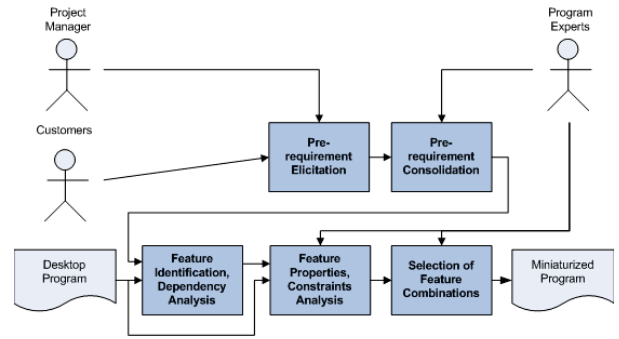 Project
Manager
Program
Experts
Customers
Pre-
requirement
Elicitation
Pre-
requirement
Consolidation
Desktop
Program
Feature
Identification,
Dependency
Analysis
Feature
Properties,
Constraints
Analysis
Selection of
Feature
Combinations
Miniaturized
Program